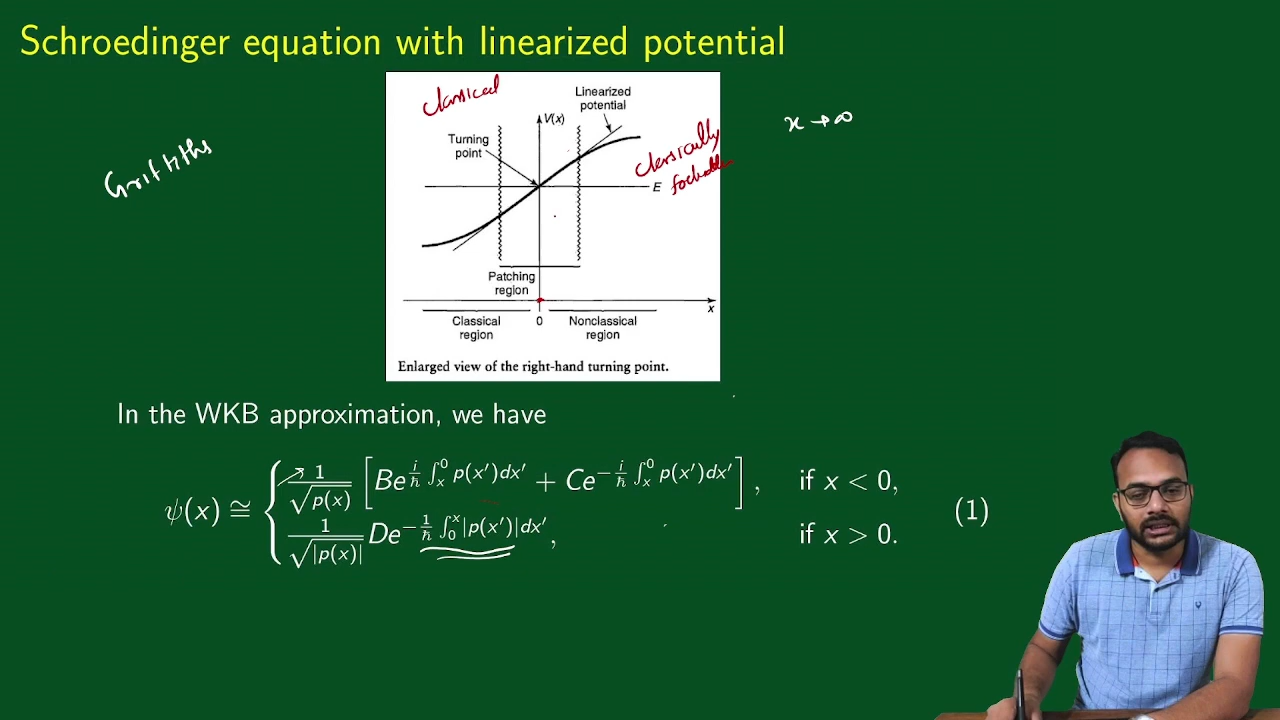 Schroedinger equation with linearized potential
Griffiths
classical
Linearized
potential
V(x)
Turning
point
classically
x → ∞
E
Patching
region
x
Classical
region
0
Nonclassical
region
Enlarged view of the right-hand turning point.
In the WKB approximation, we have
ψ(x) ≅ { 1/√p(x) [ Be^{i/ħ ∫_x^0 p(x′)dx′} + Ce^{−i/ħ ∫_x^0 p(x′)dx′} ], if x < 0,
1/√|p(x)| De^{−1/ħ ∫_0^x |p(x′)|dx′}, if x > 0. (1)